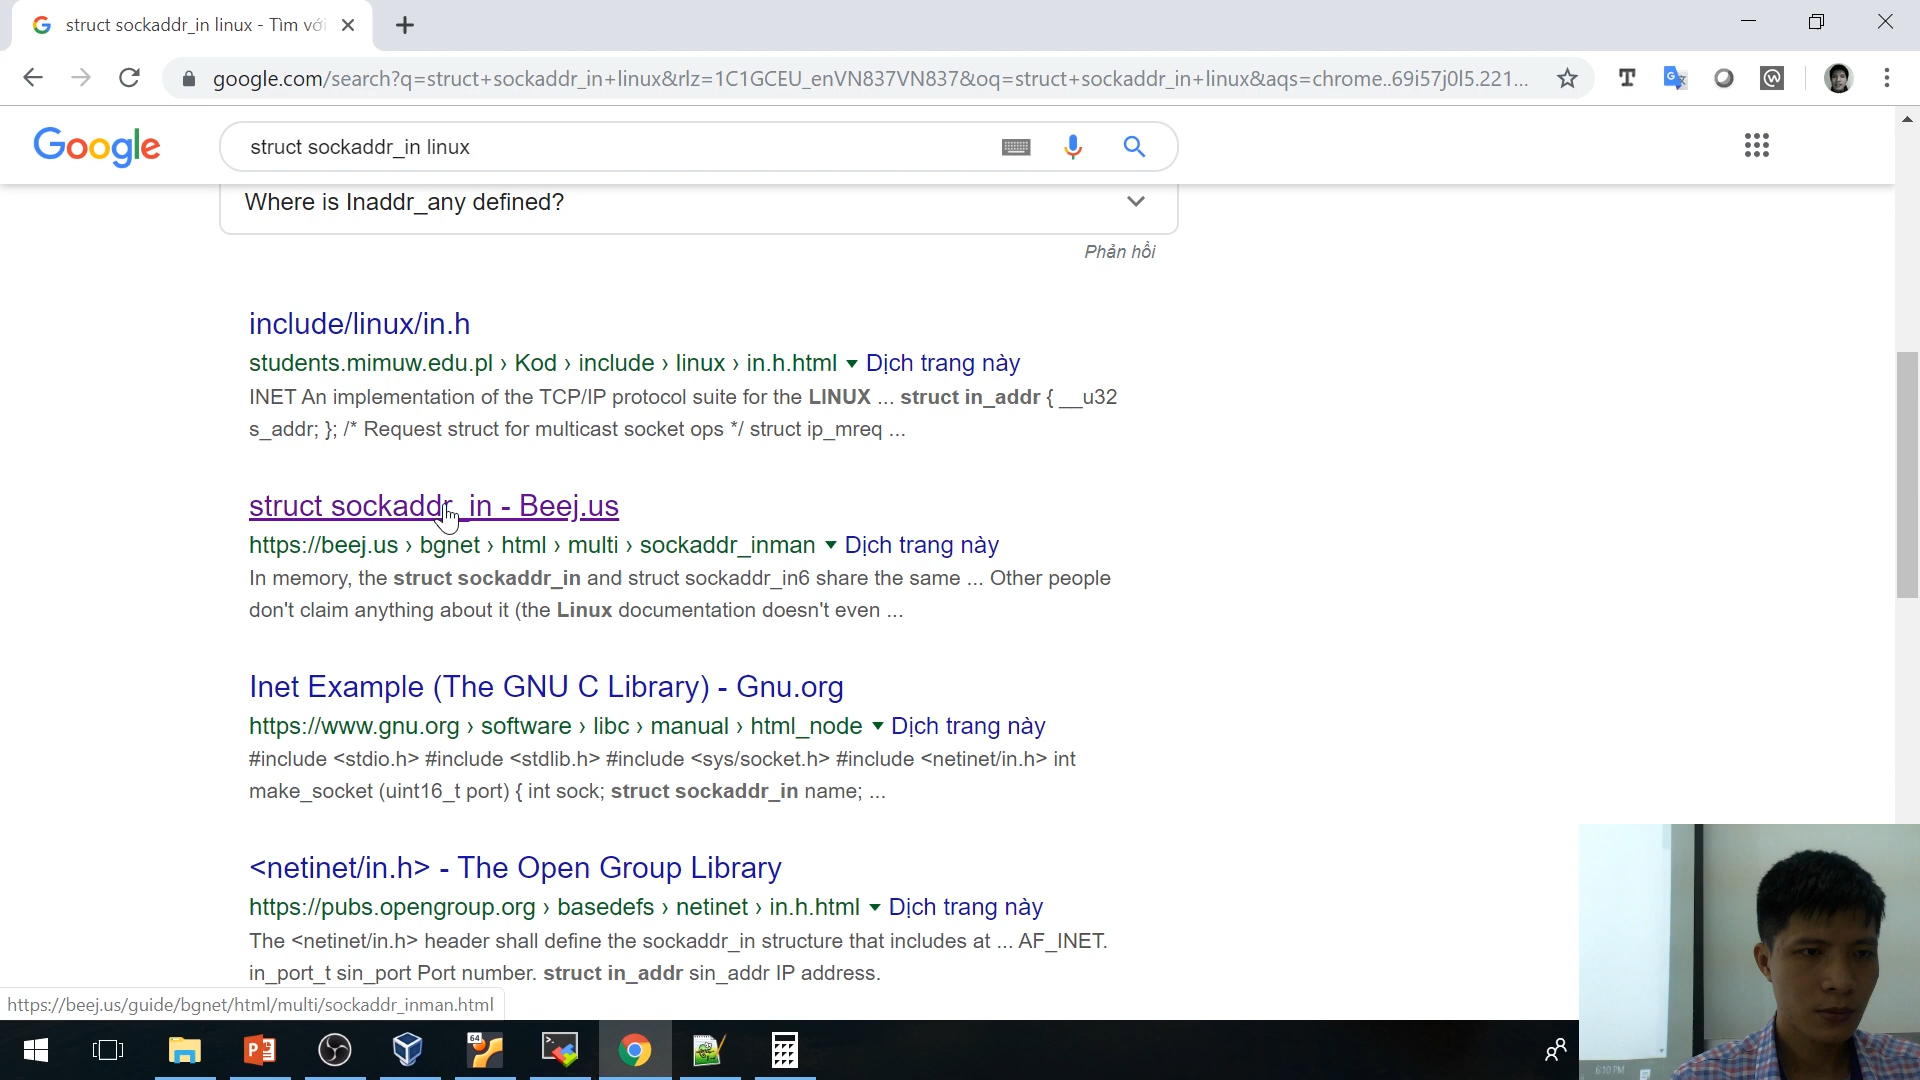 struct sockaddr_in linux - Tìm với
google.com/search?q=struct+sockaddr_in+linux&rlz=1C1GCEU_enVN837VN837&oq=struct+sockaddr_in+linux&aqs=chrome..69i57j0l5.221...
Google
struct sockaddr_in linux
Where is Inaddr_any defined?
Phản hồi
include/linux/in.h
students.mimuw.edu.pl › Kod › include › linux › in.h.html Dịch trang này
INET An implementation of the TCP/IP protocol suite for the LINUX ... struct in_addr { __u32
s_addr; }; /* Request struct for multicast socket ops */ struct ip_mreq ...
struct sockaddr_in - Beej.us
https://beej.us › bgnet › html › multi › sockaddr_inman Dịch trang này
In memory, the struct sockaddr_in and struct sockaddr_in6 share the same ... Other people
don't claim anything about it (the Linux documentation doesn't even ...
Inet Example (The GNU C Library) - Gnu.org
https://www.gnu.org › software › libc › manual › html_node Dịch trang này
#include <stdio.h> #include <stdlib.h> #include <sys/socket.h> #include <netinet/in.h> int
make_socket (uint16_t port) { int sock; struct sockaddr_in name; ...
<netinet/in.h> - The Open Group Library
https://pubs.opengroup.org › basedefs › netinet › in.h.html Dịch trang này
The <netinet/in.h> header shall define the sockaddr_in structure that includes at ... AF_INET.
in_port_t sin_port Port number. struct in_addr sin_addr IP address.
https://beej.us/guide/bgnet/html/multi/sockaddr_inman.html
64
6:10 PM